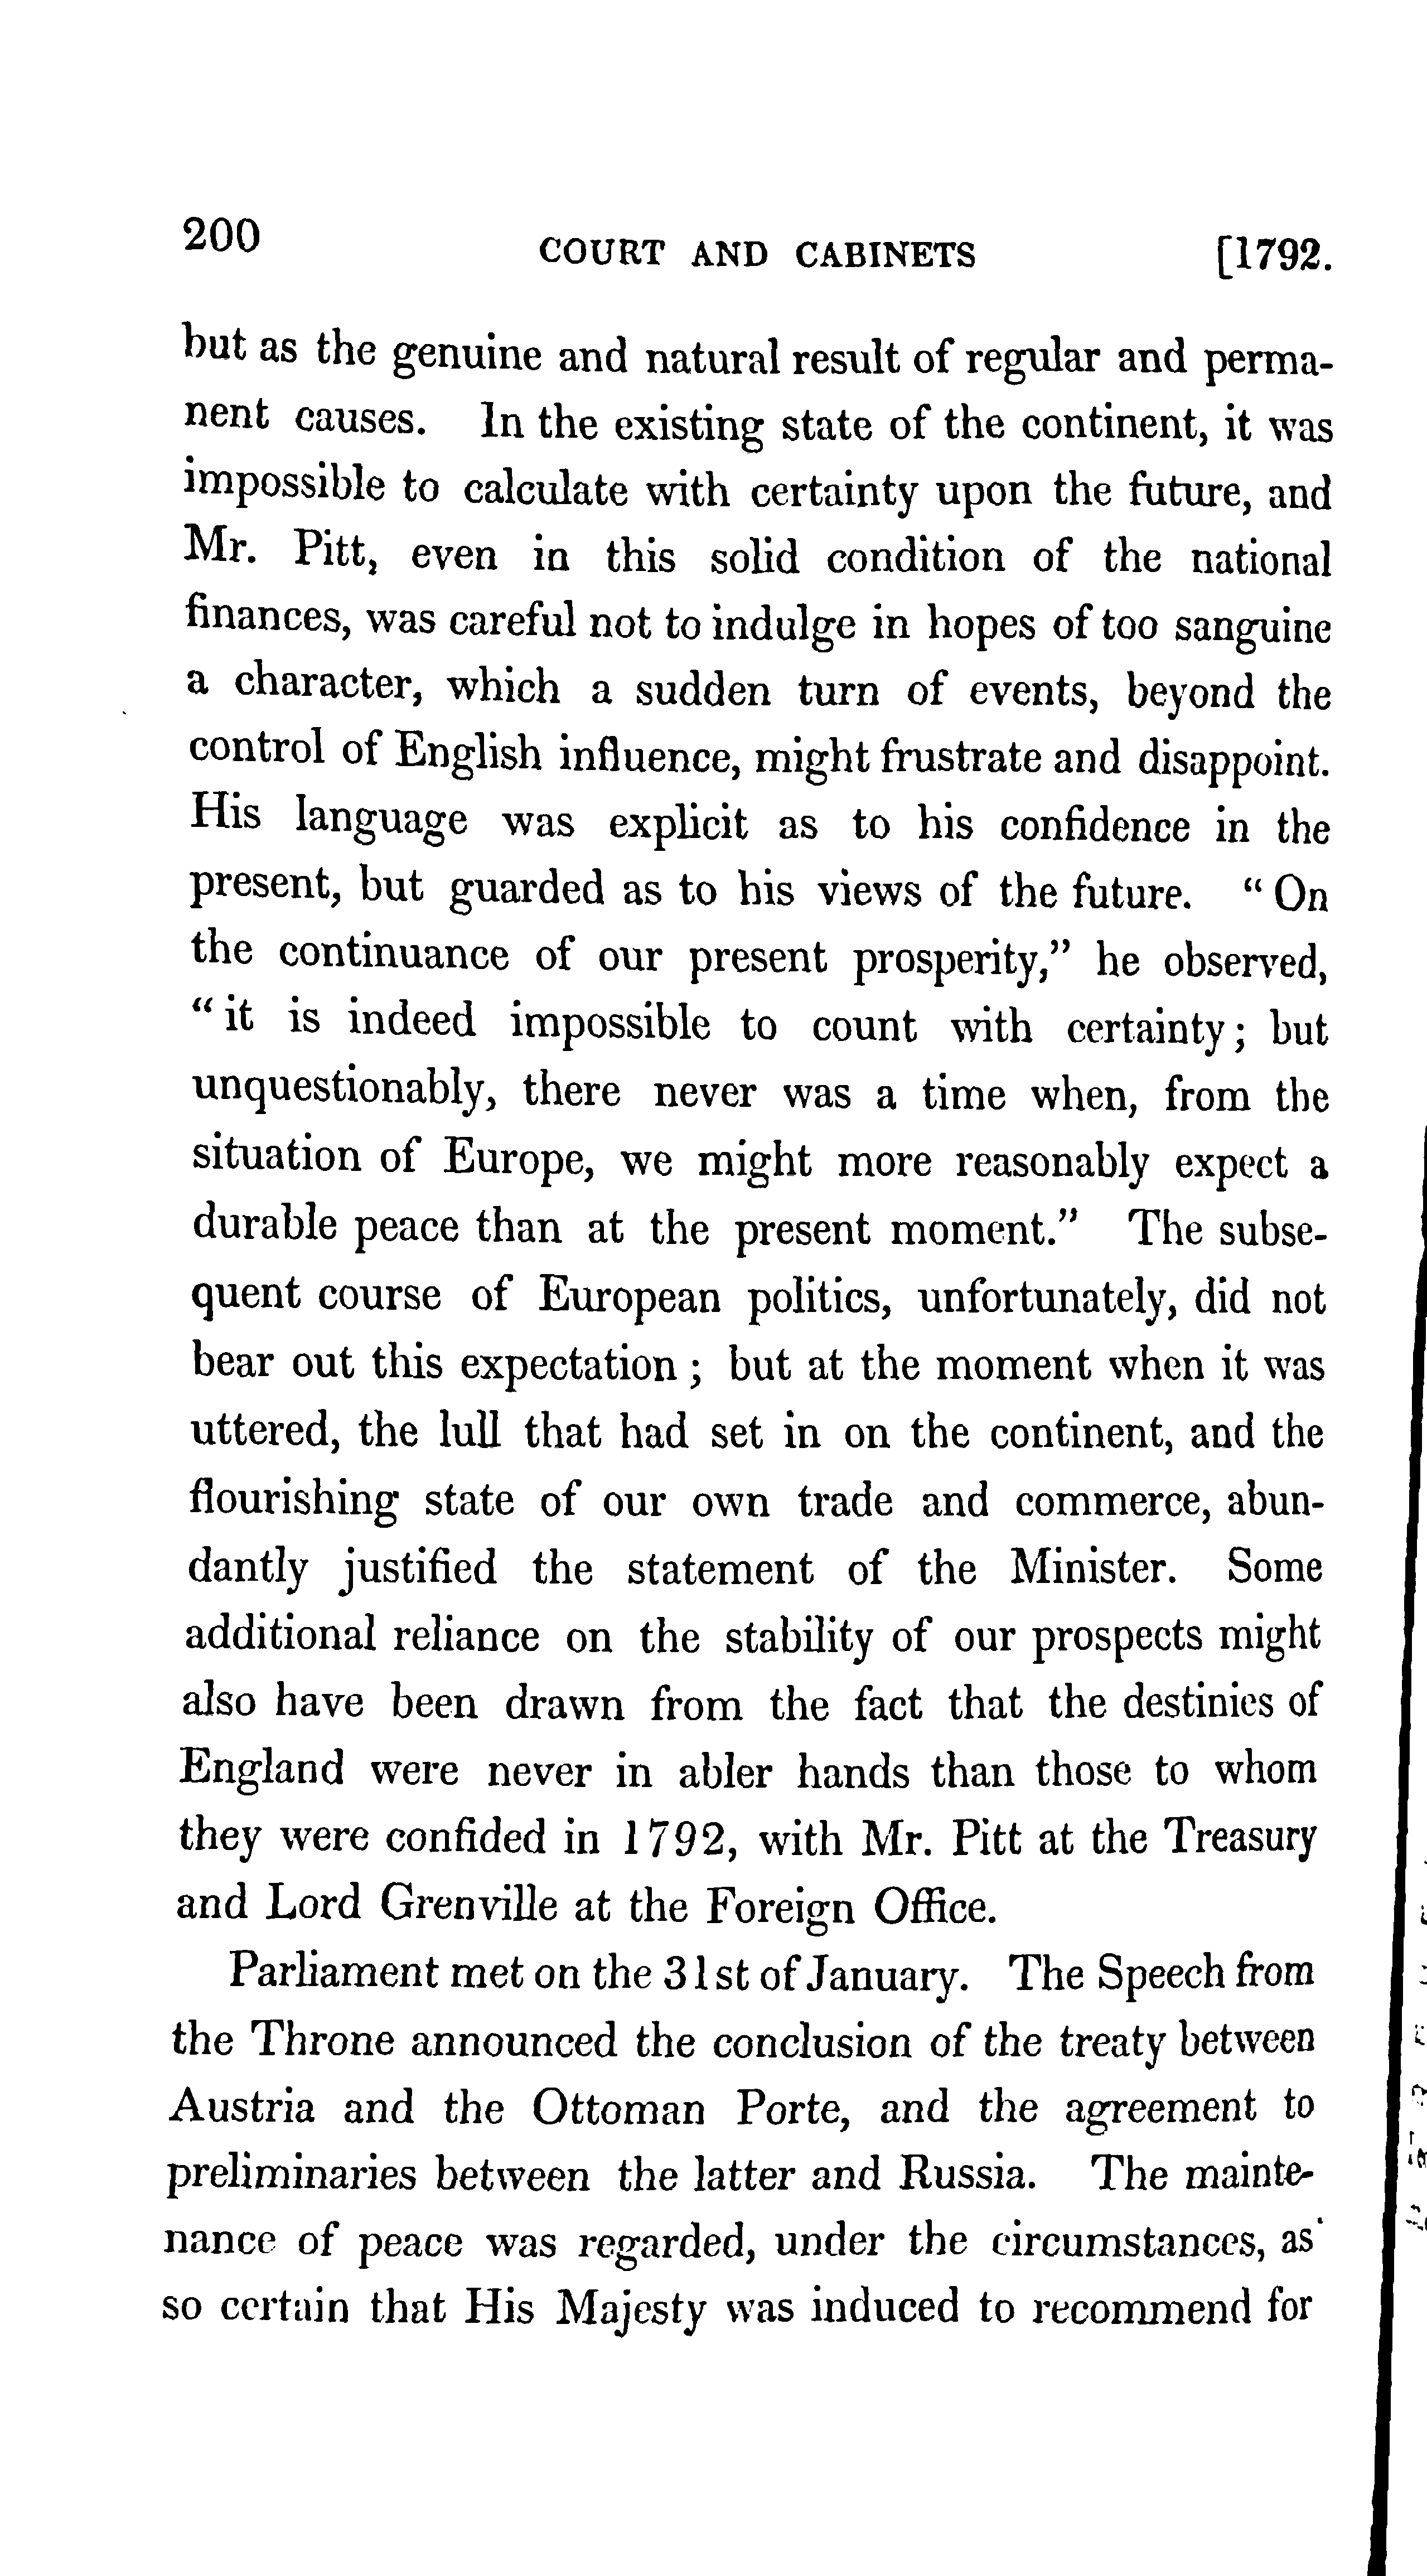 200 COURT AND CABINETS [1792.
but as the genuine and natural result of regular and perma-
nent causes. In the existing state of the continent, it was
impossible to calculate with certainty upon the future, and
Mr. Pitt, even in this solid condition of the national
finances, was careful not to indulge in hopes of too sanguine
a character, which a sudden turn of events, beyond the
control of English influence, might frustrate and disappoint.
His language was explicit as to his confidence in the
present, but guarded as to his views of the future. “On
the continuance of our present prosperity,” he observed,
“it is indeed impossible to count with certainty; but
unquestionably, there never was a time when, from the
situation of Europe, we might more reasonably expect a
durable peace than at the present moment.” The subse-
quent course of European politics, unfortunately, did not
bear out this expectation; but at the moment when it was
uttered, the lull that had set in on the continent, and the
flourishing state of our own trade and commerce, abun-
dantly justified the statement of the Minister. Some
additional reliance on the stability of our prospects might
also have been drawn from the fact that the destinies of
England were never in abler hands than those to whom
they were confided in 1792, with Mr. Pitt at the Treasury
and Lord Grenville at the Foreign Office.
Parliament met on the 31st of January. The Speech from
the Throne announced the conclusion of the treaty between
Austria and the Ottoman Porte, and the agreement to
preliminaries between the latter and Russia. The mainte-
nance of peace was regarded, under the circumstances, as
so certain that His Majesty was induced to recommend for